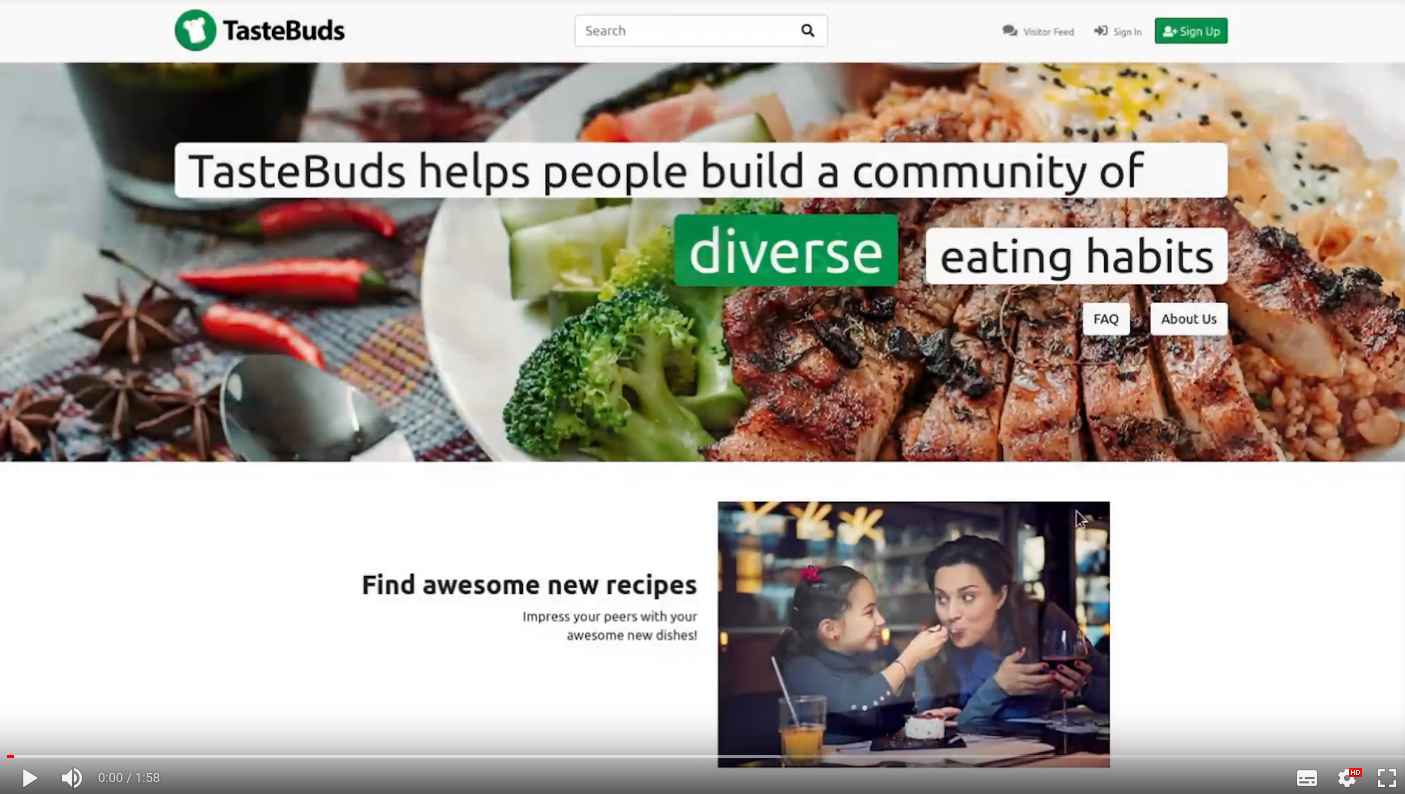 TasteBuds
Search
Visitor Feed
Sign In
Sign Up
TasteBuds helps people build a community of
diverse eating habits
FAQ
About Us
Find awesome new recipes
Impress your peers with your
awesome new dishes!
0:00 / 1:58
HD